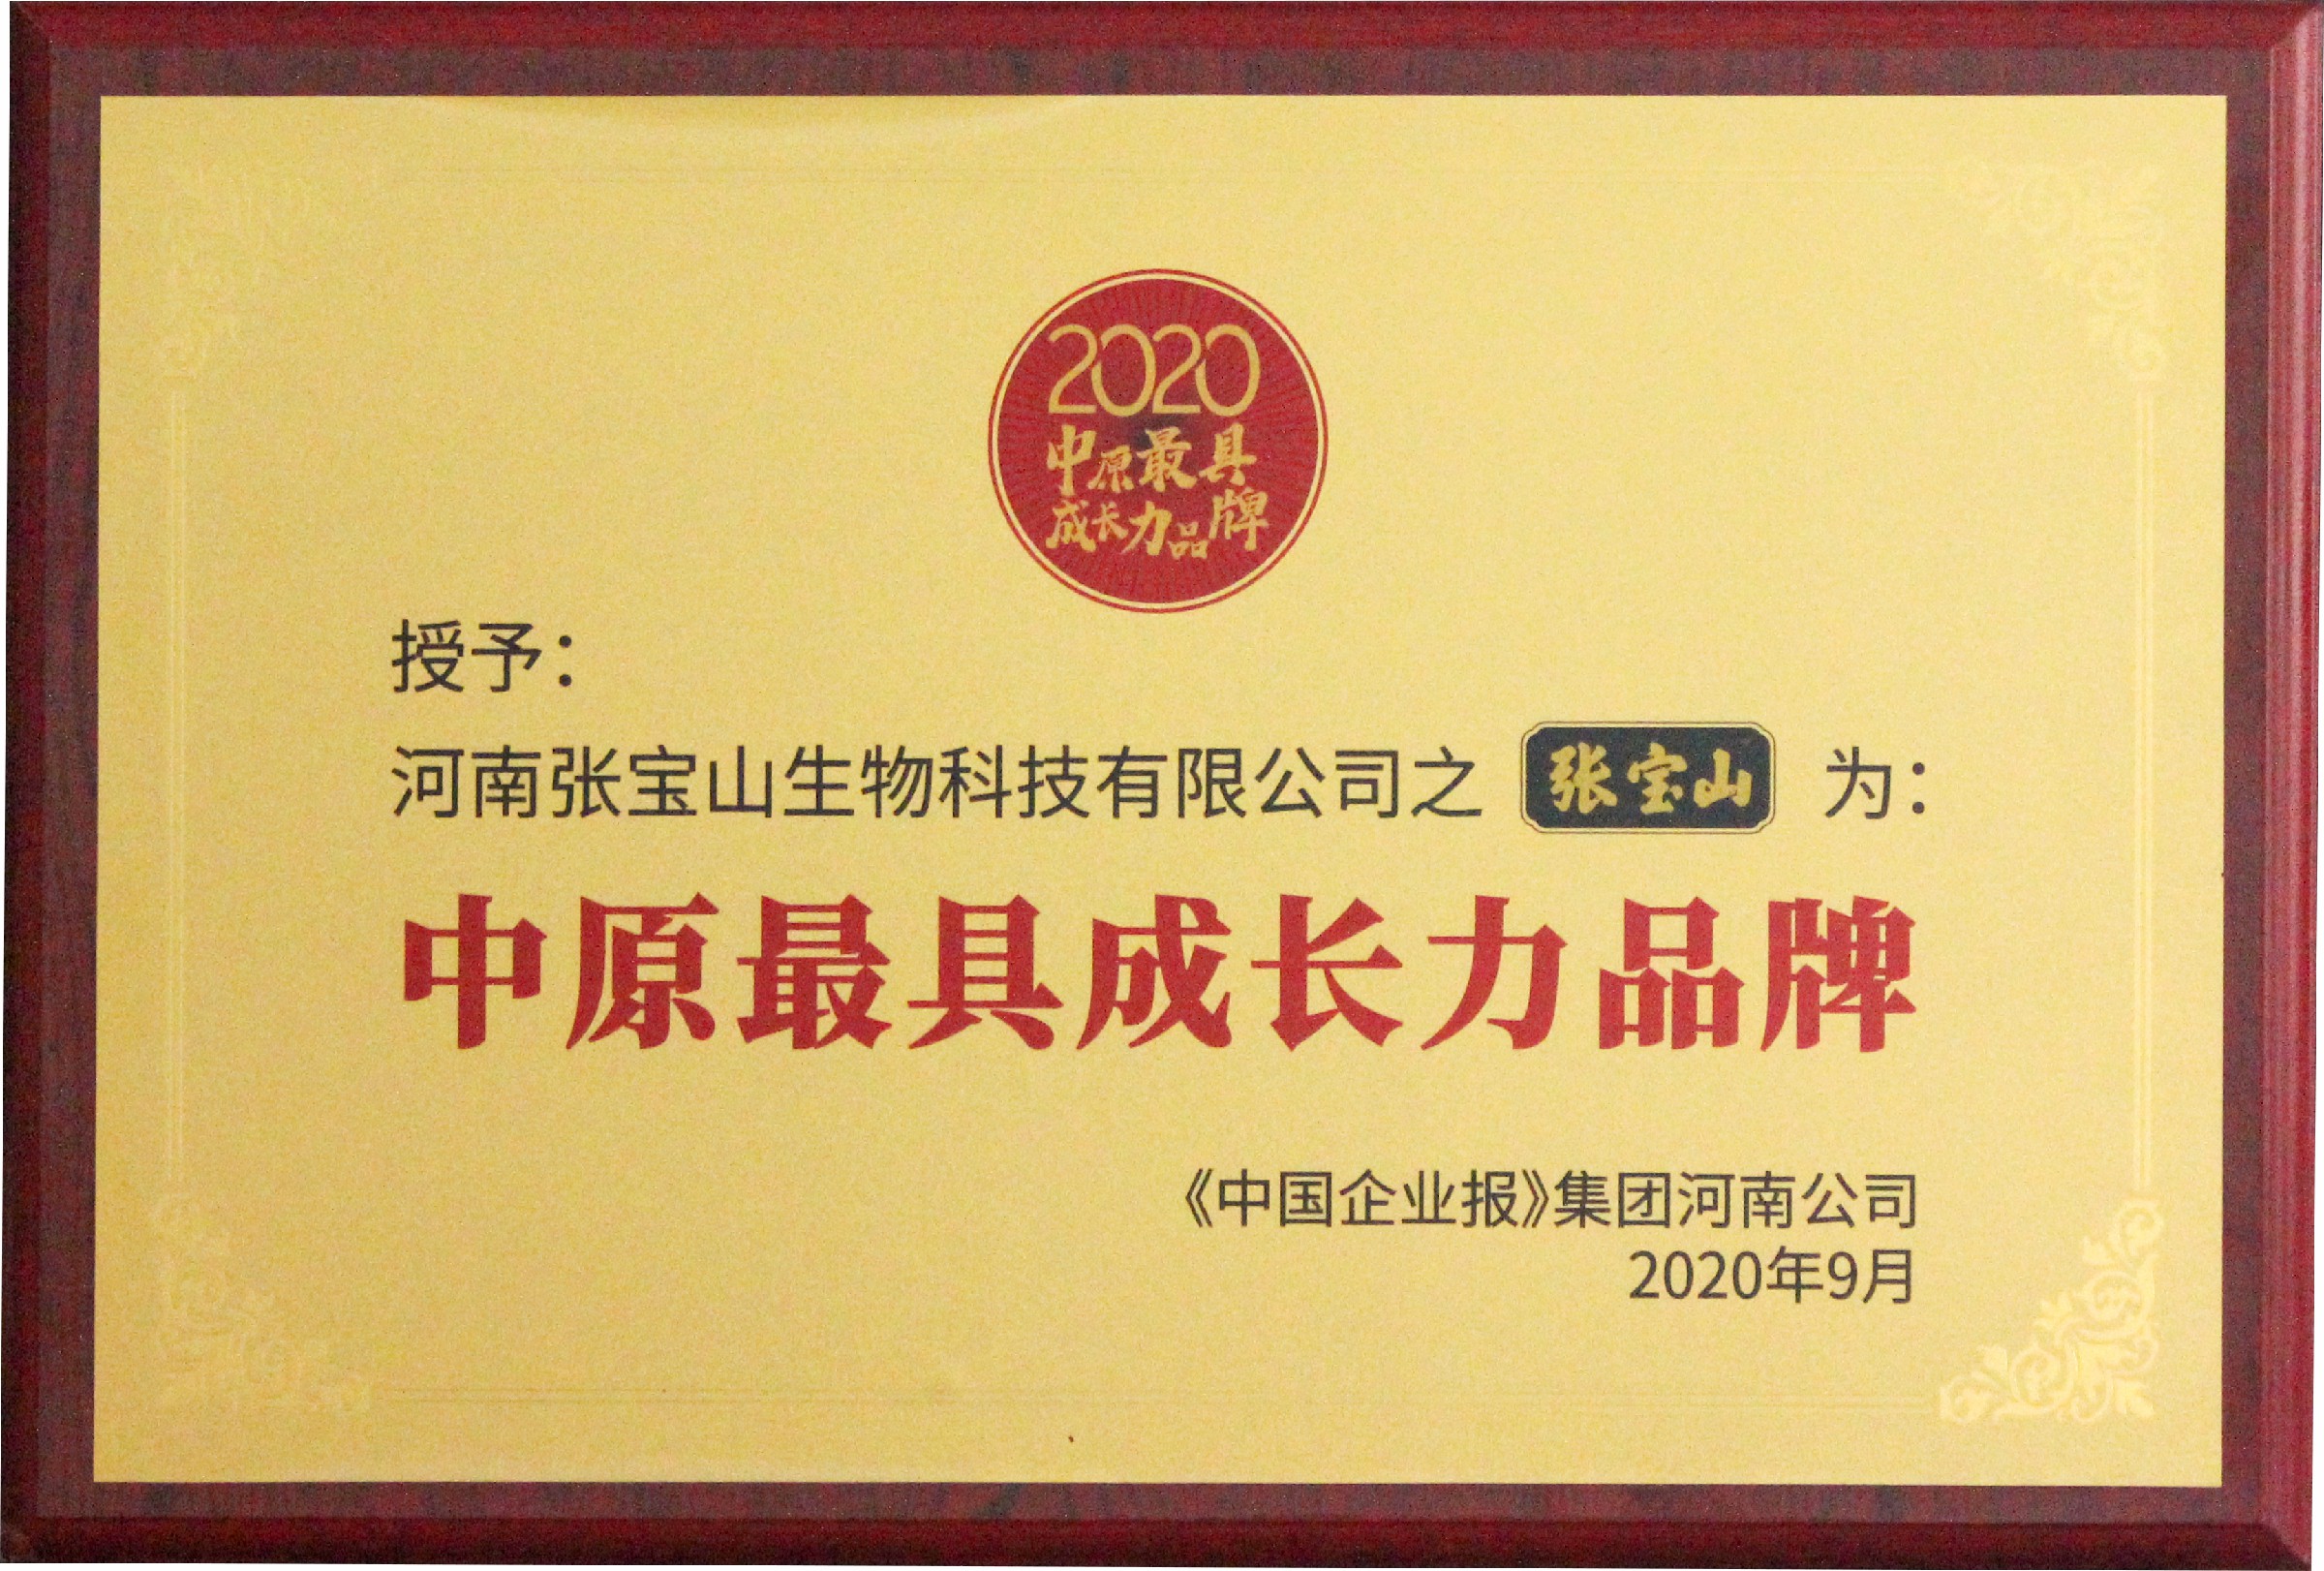 2020
中原最具
成长力品牌
授予：
河南张宝山生物科技有限公司之 张宝山 为：
中原最具成长力品牌
《中国企业报》集团河南公司
2020年9月